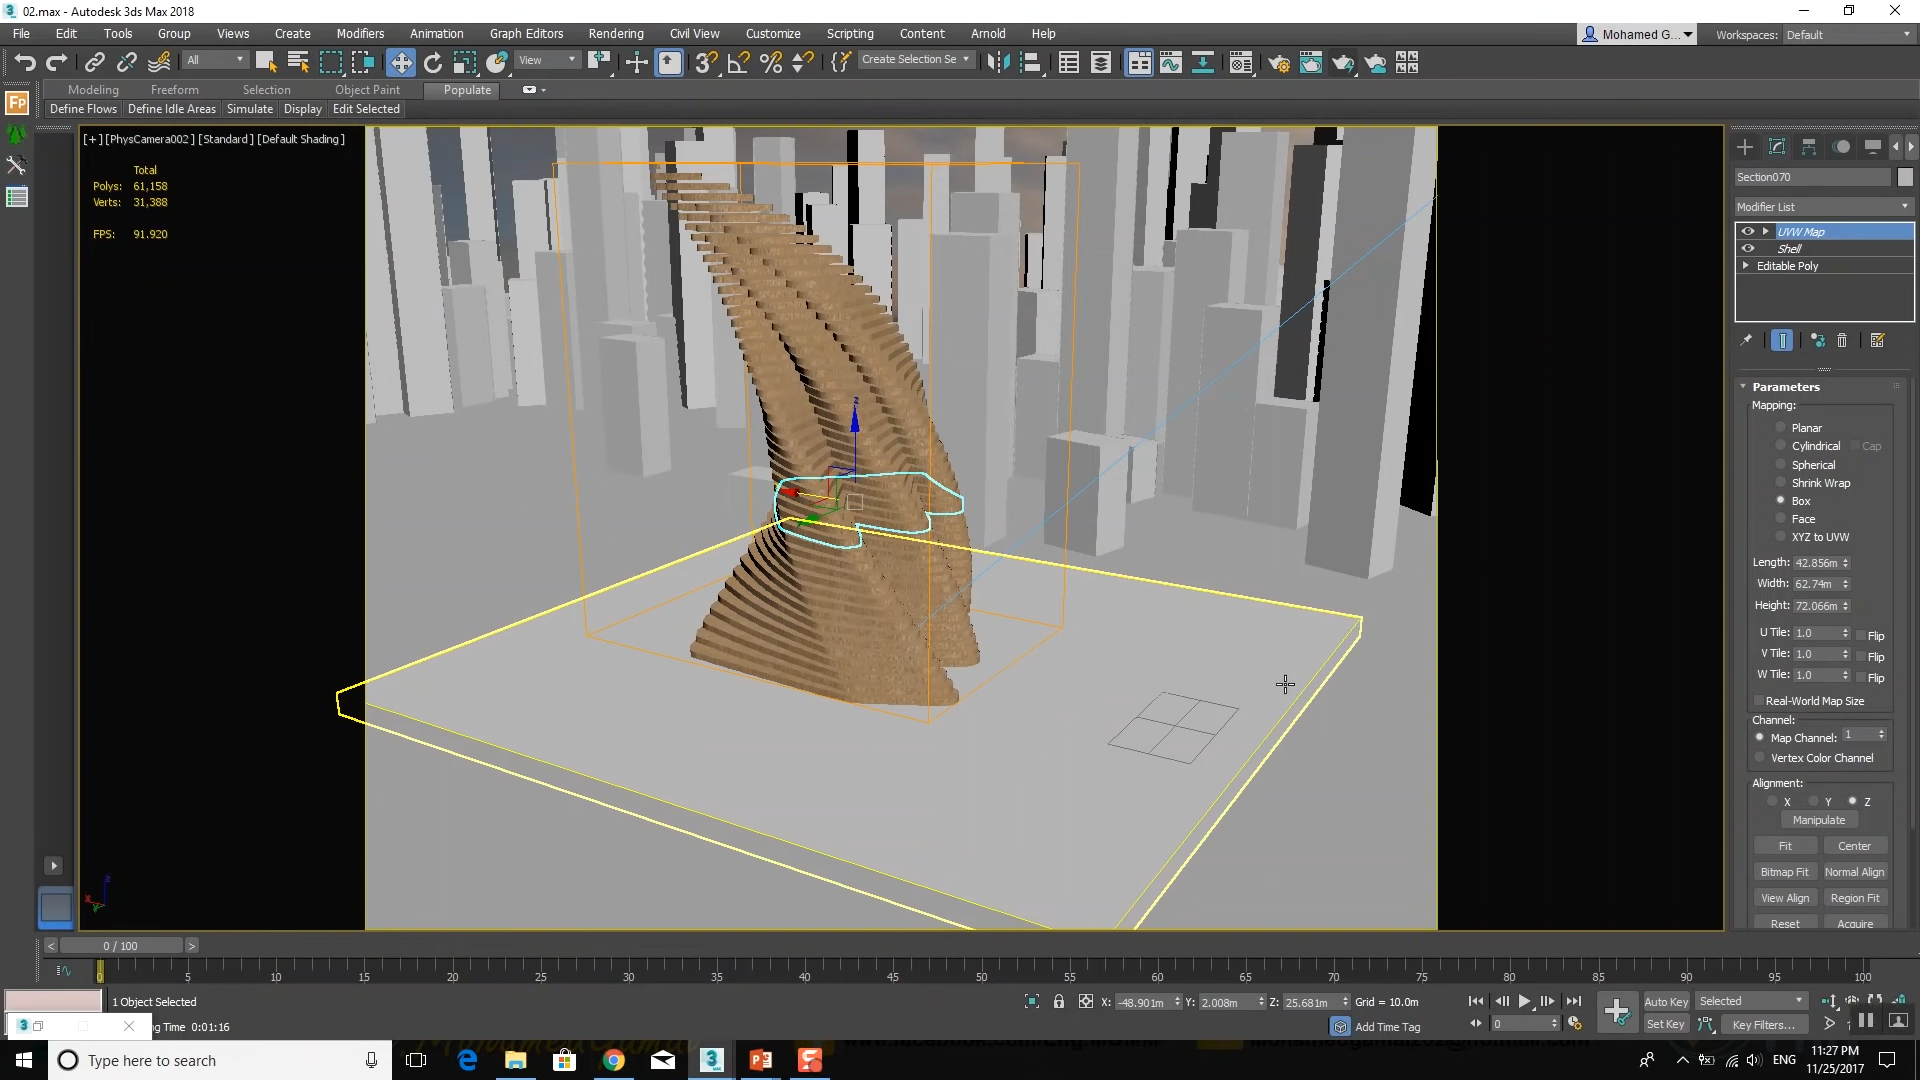 02.max - Autodesk 3ds Max 2018
File Edit Tools Group Views Create Modifiers Animation Graph Editors Rendering Civil View Customize Scripting Content Arnold Help
Mohamed G... Workspaces: Default
All View Create Selection Se
Modeling Freeform Selection Object Paint Populate
Define Flows Define Idle Areas Simulate Display Edit Selected
[+] [PhysCamera002] [Standard] [Default Shading]
Total
Polys: 61,158
Verts: 31,388
FPS: 91.920
Section070
Modifier List
UVW Map
Shell
Editable Poly
Parameters
Mapping:
Planar
Cylindrical Cap
Spherical
Shrink Wrap
Box
Face
XYZ to UVW
Length: 42.856m
Width: 62.74m
Height: 72.066m
U Tile: 1.0 Flip
V Tile: 1.0 Flip
W Tile: 1.0 Flip
Real-World Map Size
Channel:
Map Channel: 1
Vertex Color Channel
Alignment:
X Y Z
Manipulate
Fit Center
Bitmap Fit Normal Align
View Align Region Fit
Reset Acquire
0 / 100
0 5 10 15 20 25 30 35 40 45 50 55 60 65 70 75 80 85 90 95 100
1 Object Selected
X: -48.901m Y: 2.008m Z: 25.681m Grid = 10.0m
Auto Key Selected
ng Time 0:01:16
Add Time Tag
0
Set Key Key Filters...
Type here to search
ENG
11:27 PM
11/25/2017